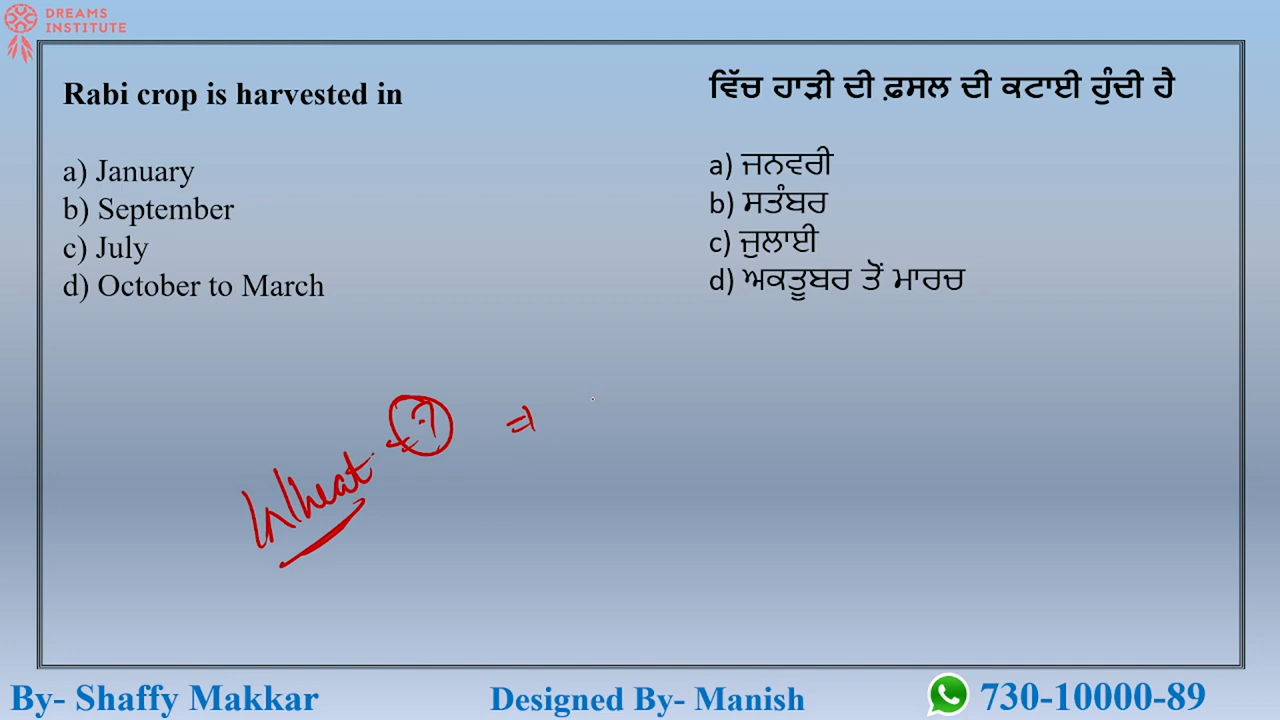 DREAMS
INSTITUTE
Rabi crop is harvested in
a) January
b) September
c) July
d) October to March
ਵਿੱਚ ਹਾੜੀ ਦੀ ਫ਼ਸਲ ਦੀ ਕਟਾਈ ਹੁੰਦੀ ਹੈ
a) ਜਨਵਰੀ
b) ਸਤੰਬਰ
c) ਜੁਲਾਈ
d) ਅਕਤੂਬਰ ਤੋਂ ਮਾਰਚ
Wheat - ? ⇒
By- Shaffy Makkar
Designed By- Manish
730-10000-89